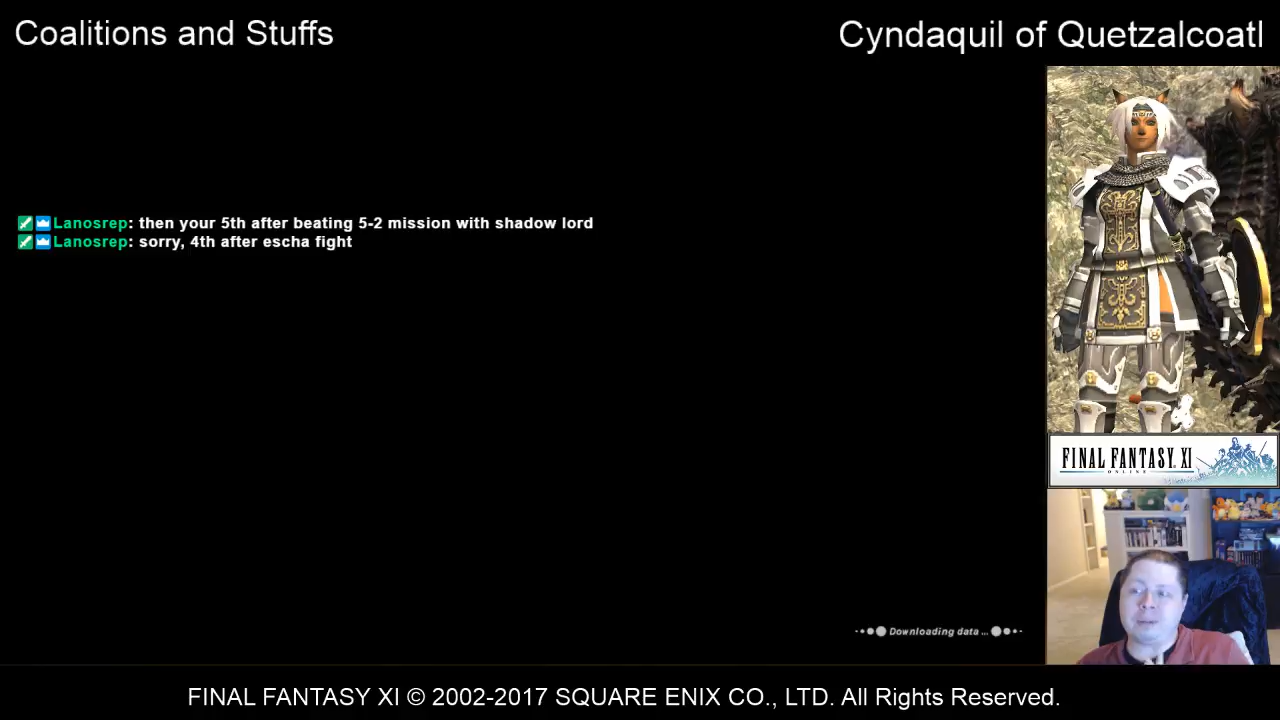 Coalitions and Stuffs
Cyndaquil of Quetzalcoatl
Lanosrep: then your 5th after beating 5-2 mission with shadow lord
Lanosrep: sorry, 4th after escha fight
FINAL FANTASY XI
ONLINE
Downloading data ...
FINAL FANTASY XI © 2002-2017 SQUARE ENIX CO., LTD. All Rights Reserved.